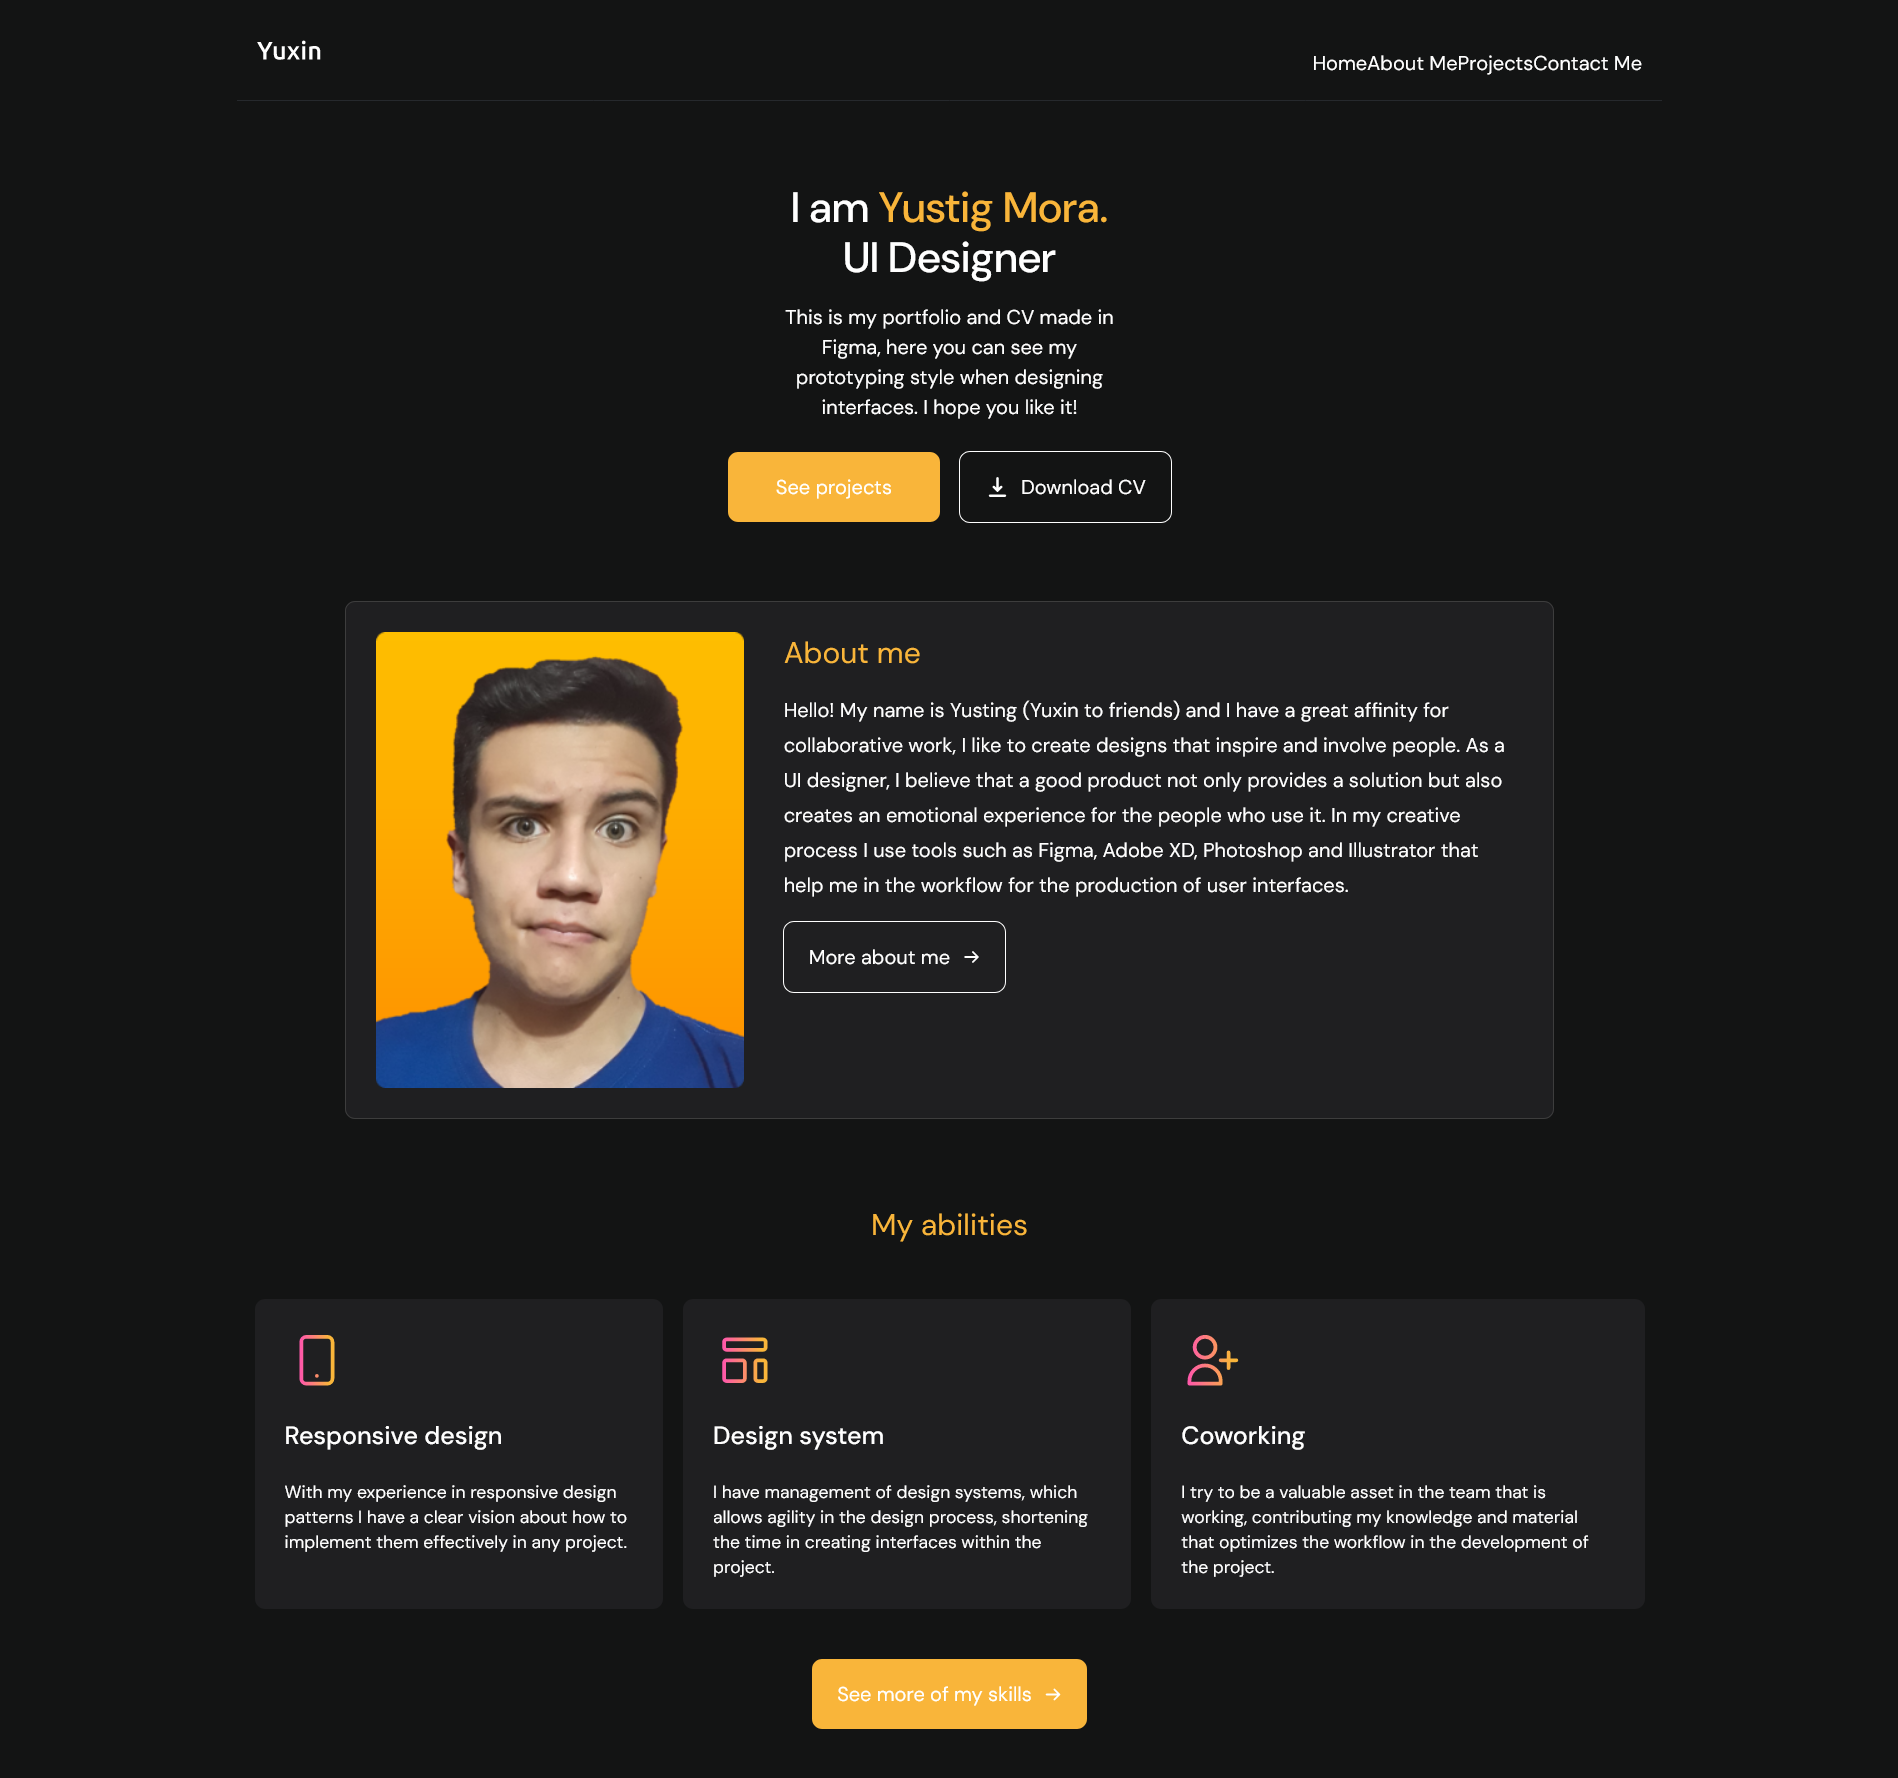 Yuxin
HomeAbout MeProjectsContact Me
I am Yustig Mora.
UI Designer
This is my portfolio and CV made in
Figma, here you can see my
prototyping style when designing
interfaces. I hope you like it!
See projects
Download CV
About me
Hello! My name is Yusting (Yuxin to friends) and I have a great affinity for
collaborative work, I like to create designs that inspire and involve people. As a
UI designer, I believe that a good product not only provides a solution but also
creates an emotional experience for the people who use it. In my creative
process I use tools such as Figma, Adobe XD, Photoshop and Illustrator that
help me in the workflow for the production of user interfaces.
More about me →
My abilities
Responsive design
With my experience in responsive design
patterns I have a clear vision about how to
implement them effectively in any project.
Design system
I have management of design systems, which
allows agility in the design process, shortening
the time in creating interfaces within the
project.
Coworking
I try to be a valuable asset in the team that is
working, contributing my knowledge and material
that optimizes the workflow in the development of
the project.
See more of my skills →